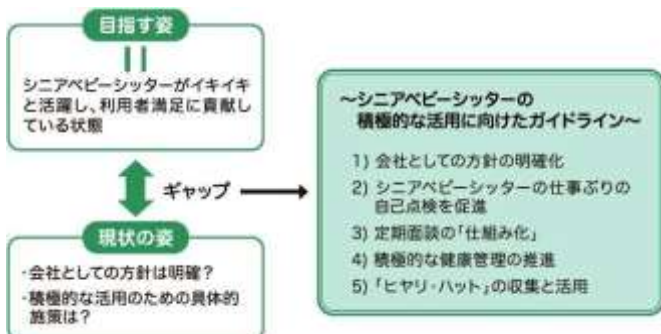 目指す姿
シニアベビーシッターがイキイキ
と活躍し、利用者満足に貢献し
ている状態
ギャップ
現状の姿
・会社としての方針は明確？
・積極的な活用のための具体的
施策は？
～シニアベビーシッターの
積極的な活用に向けたガイドライン～
1) 会社としての方針の明確化
2) シニアベビーシッターの仕事ぶりの
自己点検を促進
3) 定期面談の「仕組み化」
4) 積極的な健康管理の推進
5) 「ヒヤリ・ハット」の収集と活用